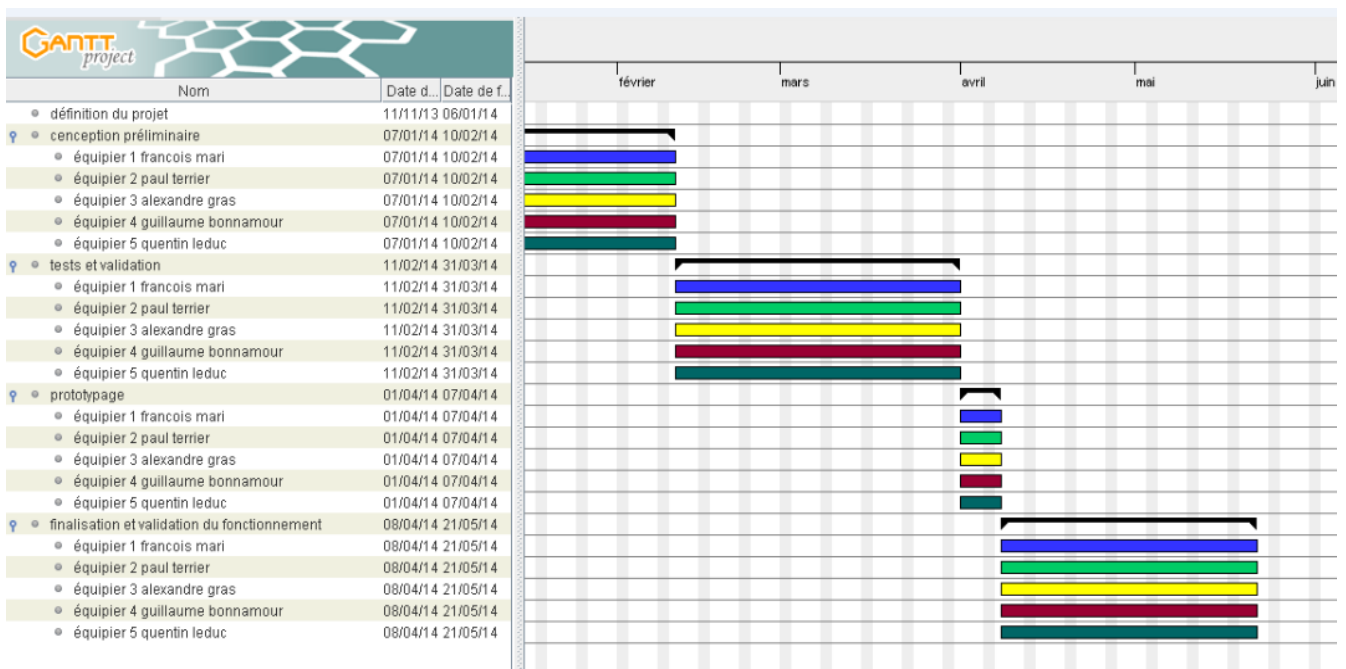 GANTT
project
février mars avril mai juin
Nom Date d... Date de f...
définition du projet 11/11/13 06/01/14
cenception préliminaire 07/01/14 10/02/14
équipier 1 francois mari 07/01/14 10/02/14
équipier 2 paul terrier 07/01/14 10/02/14
équipier 3 alexandre gras 07/01/14 10/02/14
équipier 4 guillaume bonnamour 07/01/14 10/02/14
équipier 5 quentin leduc 07/01/14 10/02/14
tests et validation 11/02/14 31/03/14
équipier 1 francois mari 11/02/14 31/03/14
équipier 2 paul terrier 11/02/14 31/03/14
équipier 3 alexandre gras 11/02/14 31/03/14
équipier 4 guillaume bonnamour 11/02/14 31/03/14
équipier 5 quentin leduc 11/02/14 31/03/14
prototypage 01/04/14 07/04/14
équipier 1 francois mari 01/04/14 07/04/14
équipier 2 paul terrier 01/04/14 07/04/14
équipier 3 alexandre gras 01/04/14 07/04/14
équipier 4 guillaume bonnamour 01/04/14 07/04/14
équipier 5 quentin leduc 01/04/14 07/04/14
finalisation et validation du fonctionnement 08/04/14 21/05/14
équipier 1 francois mari 08/04/14 21/05/14
équipier 2 paul terrier 08/04/14 21/05/14
équipier 3 alexandre gras 08/04/14 21/05/14
équipier 4 guillaume bonnamour 08/04/14 21/05/14
équipier 5 quentin leduc 08/04/14 21/05/14